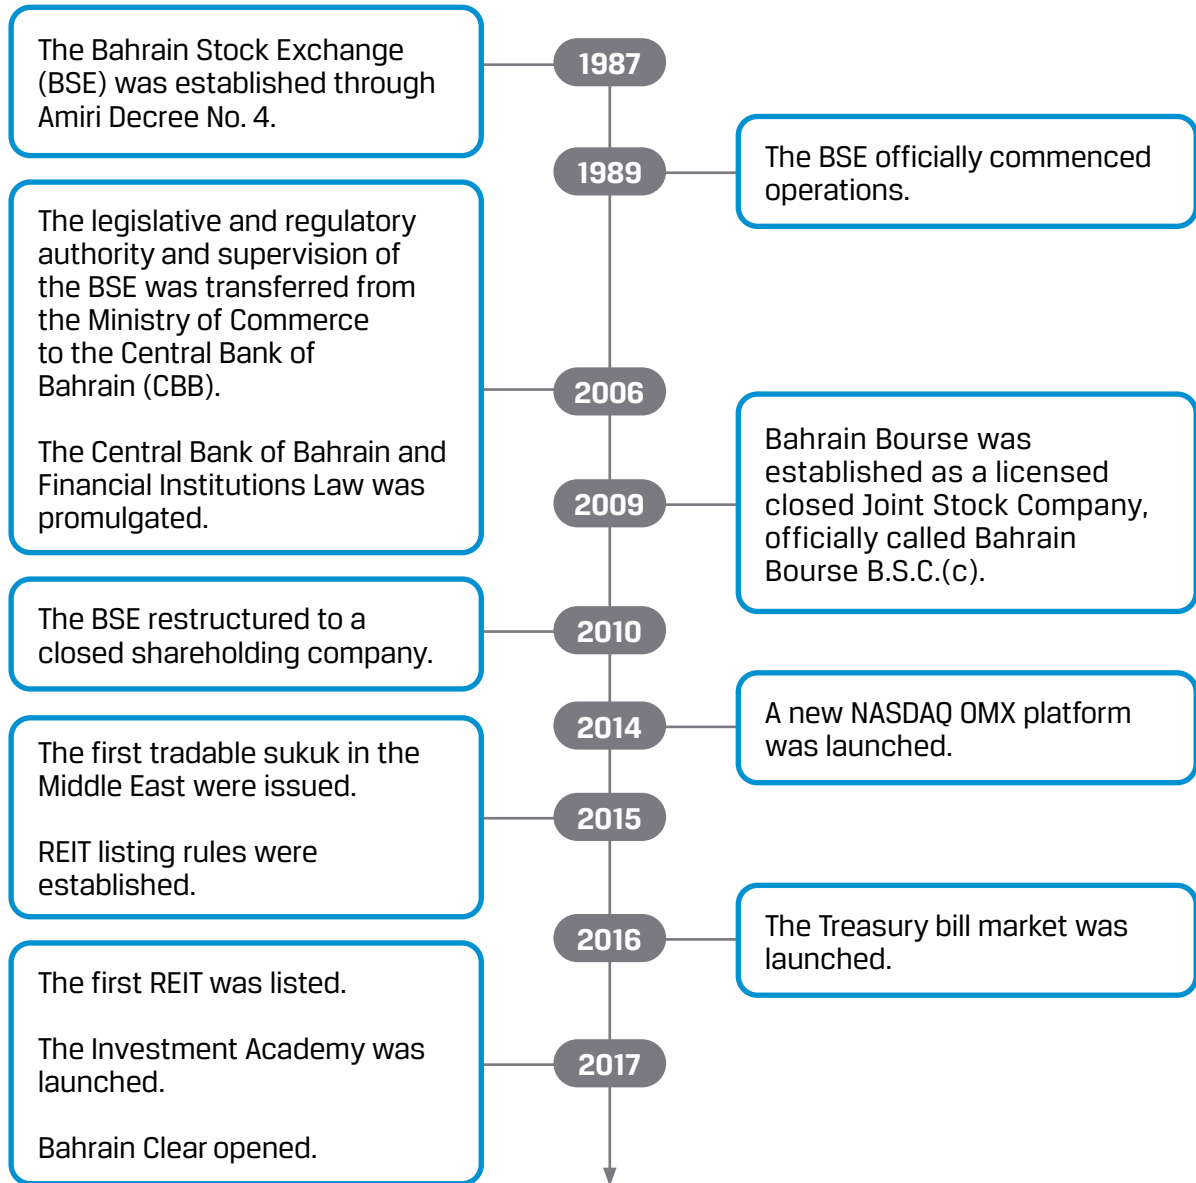 The Bahrain Stock Exchange
(BSE) was established through
Amiri Decree No. 4.
1987
1989
The BSE officially commenced
operations.
The legislative and regulatory
authority and supervision of
the BSE was transferred from
the Ministry of Commerce
to the Central Bank of
Bahrain (CBB).
The Central Bank of Bahrain and
Financial Institutions Law was
promulgated.
2006
2009
Bahrain Bourse was
established as a licensed
closed Joint Stock Company,
officially called Bahrain
Bourse B.S.C.(c).
The BSE restructured to a
closed shareholding company.
2010
2014
A new NASDAQ OMX platform
was launched.
The first tradable sukuk in the
Middle East were issued.
REIT listing rules were
established.
2015
2016
The Treasury bill market was
launched.
The first REIT was listed.
The Investment Academy was
launched.
Bahrain Clear opened.
2017